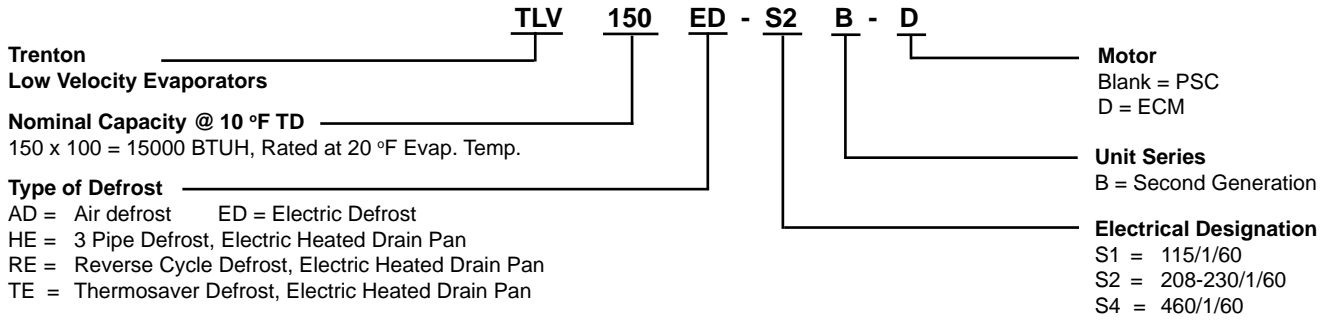 TLV 150 ED - S2 B - D
Trenton
Low Velocity Evaporators
Nominal Capacity @ 10 °F TD
150 x 100 = 15000 BTUH, Rated at 20 °F Evap. Temp.
Type of Defrost
AD = Air defrost ED = Electric Defrost
HE = 3 Pipe Defrost, Electric Heated Drain Pan
RE = Reverse Cycle Defrost, Electric Heated Drain Pan
TE = Thermosaver Defrost, Electric Heated Drain Pan
Motor
Blank = PSC
D = ECM
Unit Series
B = Second Generation
Electrical Designation
S1 = 115/1/60
S2 = 208-230/1/60
S4 = 460/1/60